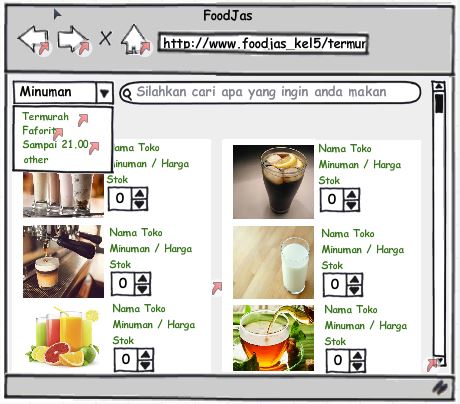 FoodJas
http://www.foodjas_kel5/termur
Minuman
Silahkan cari apa yang ingin anda makan
Termurah
Faforit
Sampai 21.00
other
Nama Toko
Minuman / Harga
Stok
0
Nama Toko
Minuman / Harga
Stok
0
Nama Toko
Minuman / Harga
Stok
0
Nama Toko
Minuman / Harga
Stok
0
Nama Toko
Minuman / Harga
Stok
0
Nama Toko
Minuman / Harga
Stok
0